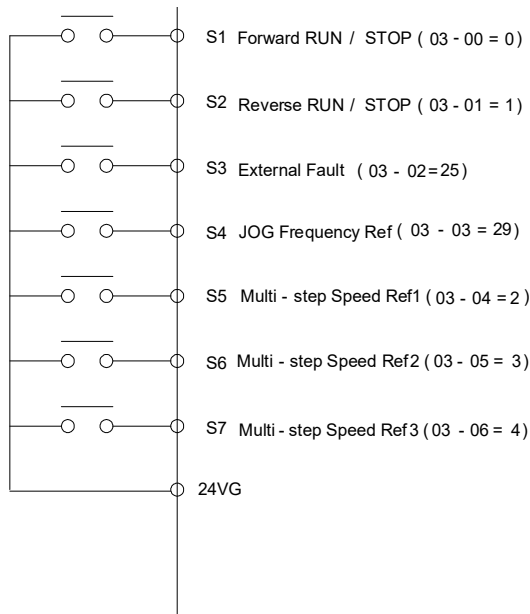 S1 Forward RUN / STOP ( 03 - 00 = 0)
S2 Reverse RUN / STOP ( 03 - 01 = 1)
S3 External Fault ( 03 - 02=25)
S4 JOG Frequency Ref ( 03 - 03 = 29)
S5 Multi - step Speed Ref1 ( 03 - 04 = 2 )
S6 Multi - step Speed Ref2 ( 03 - 05 = 3)
S7 Multi - step Speed Ref3 ( 03 - 06 = 4)
24VG